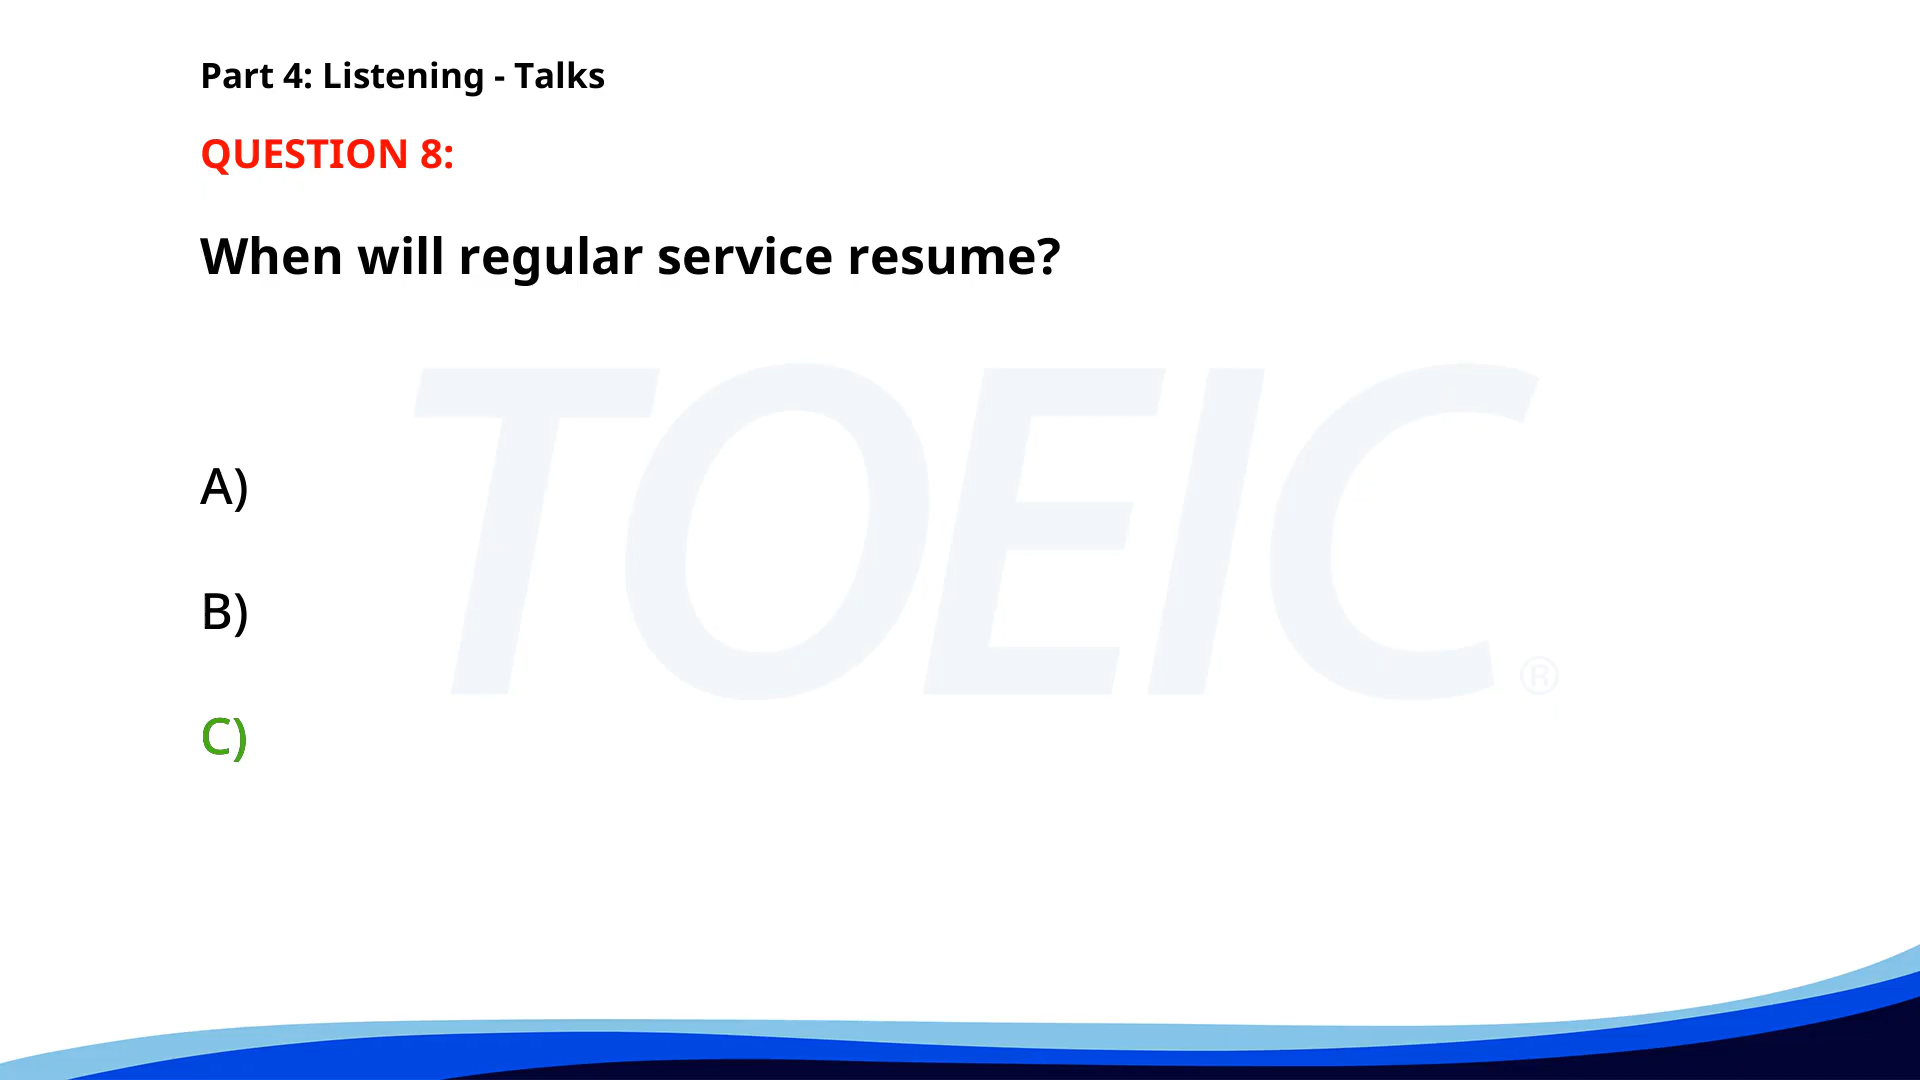 Part 4: Listening - Talks
QUESTION 8:
When will regular service resume?
TOEIC®
A)
B)
C)